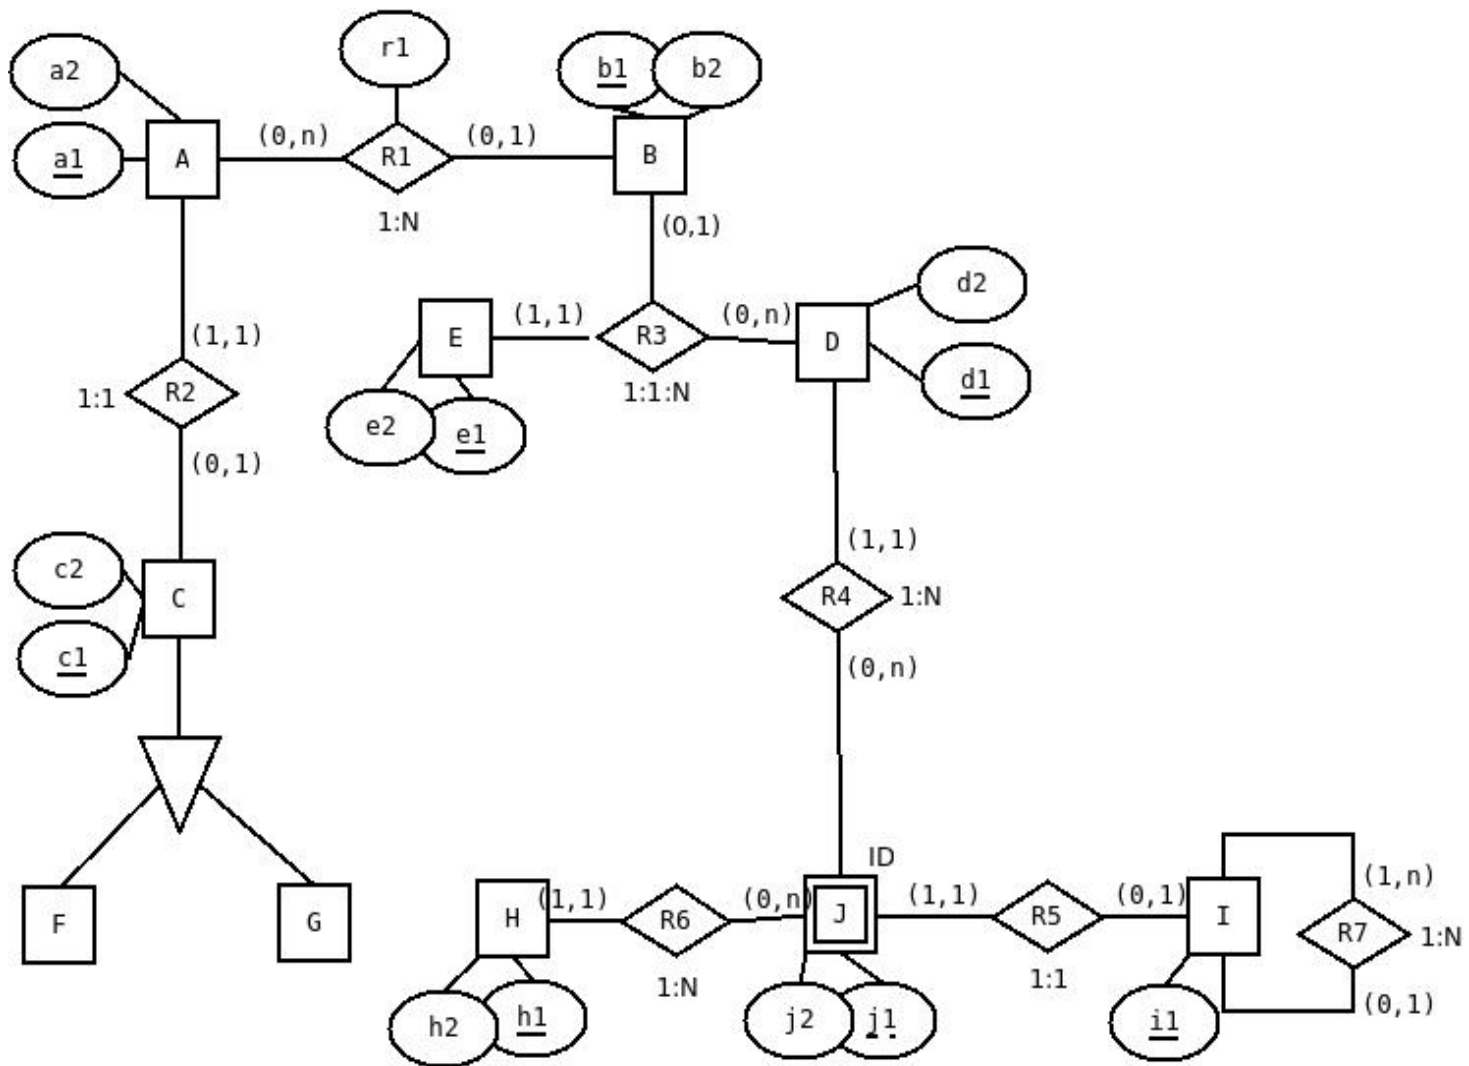 r1
a2
b1 b2
(0,n) (0,1)
a1 A R1 B
1:N
(0,1)
d2
E (1,1) R3 (0,n) D
(1,1)
1:1:N
d1
1:1 R2
e2 e1
(0,1)
(1,1)
c2
C
R4 1:N
c1
(0,n)
ID
(1,n)
H (1,1) R6 (0,n) J (1,1) R5 (0,1) I
F G
R7 1:N
1:N 1:1
(0,1)
h2 h1 j2 j1 i1